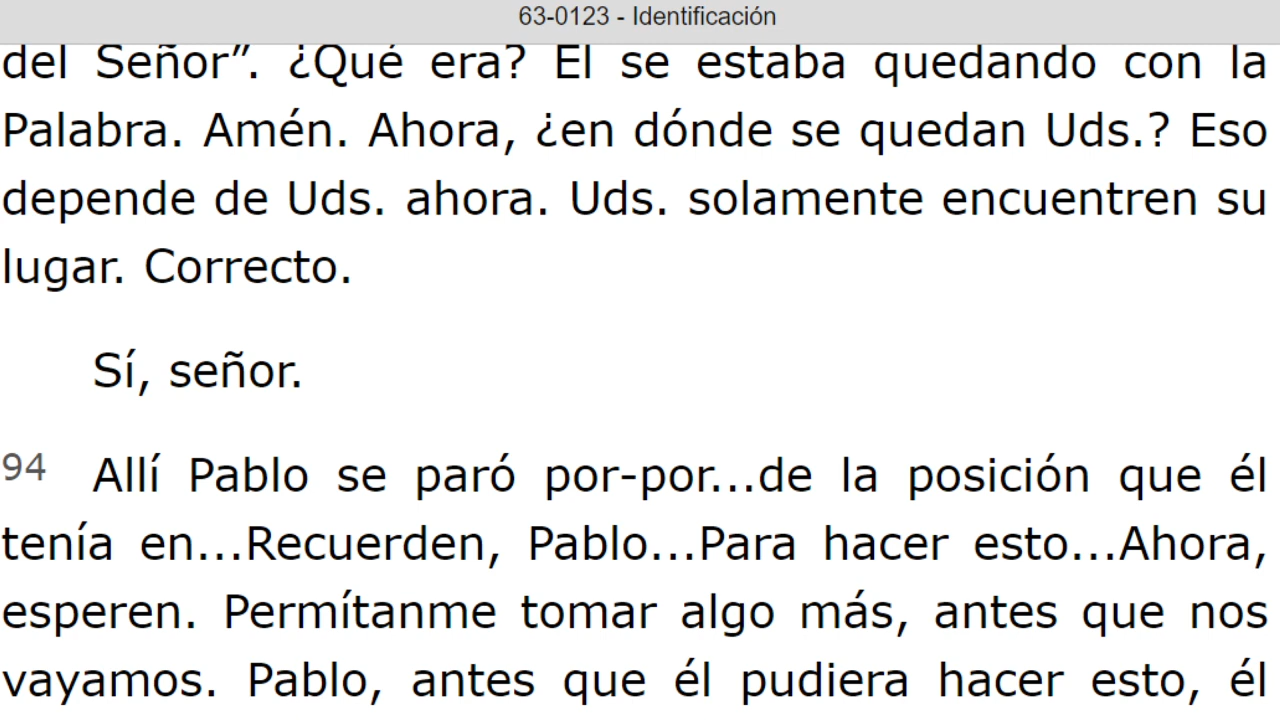 63-0123 - Identificación
del Señor”. ¿Qué era? Él se estaba quedando con la
Palabra. Amén. Ahora, ¿en dónde se quedan Uds.? Eso
depende de Uds. ahora. Uds. solamente encuentren su
lugar. Correcto.
Sí, señor.
94 Allí Pablo se paró por-por...de la posición que él
tenía en...Recuerden, Pablo...Para hacer esto...Ahora,
esperen. Permítanme tomar algo más, antes que nos
vayamos. Pablo, antes que él pudiera hacer esto, él